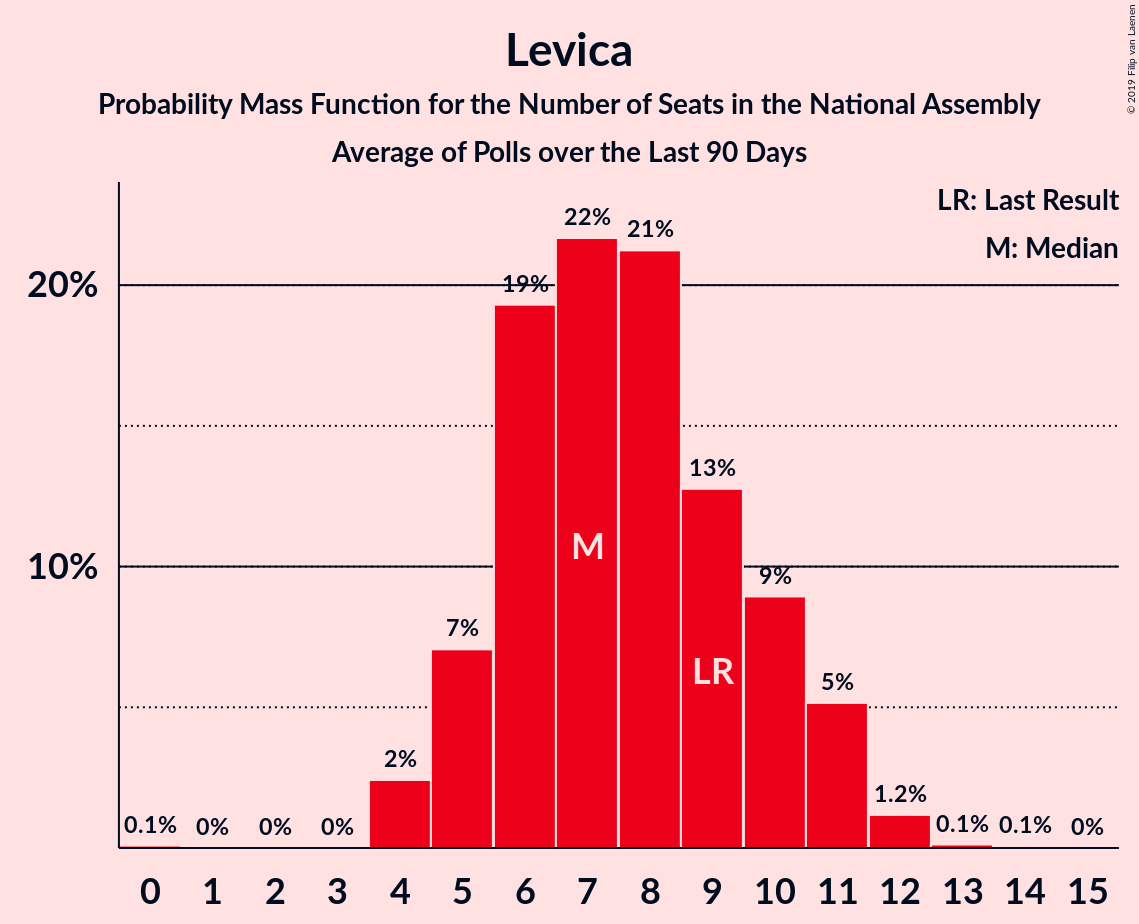 Levica
Probability Mass Function for the Number of Seats in the National Assembly
Average of Polls over the Last 90 Days
© 2019 Filip van Laenen
LR: Last Result
M: Median
20%
10%
0.1% 0% 0% 0% 2% 7% 19% 22% 21% 13% 9% 5% 1.2% 0.1% 0.1% 0%
M
LR
0 1 2 3 4 5 6 7 8 9 10 11 12 13 14 15